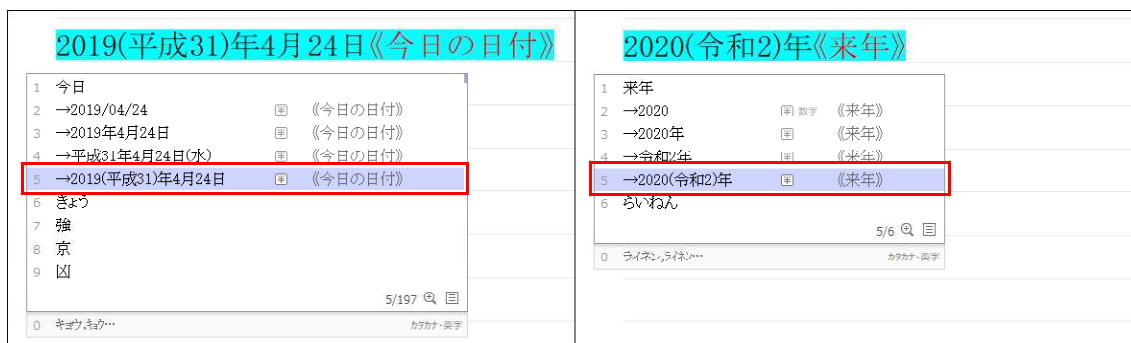 2019(平成31)年4月24日《今日の日付》
1 今日
2 →2019/04/24 半 《今日の日付》
3 →2019年4月24日 半 《今日の日付》
4 →平成31年4月24日(水) 半 《今日の日付》
5 →2019(平成31)年4月24日 半 《今日の日付》
6 きょう
7 強
8 京
9 凶
5/197
0 キョウ,キョウ… カタカナ・英字
2020(令和2)年《来年》
1 来年
2 →2020 半 数字 《来年》
3 →2020年 半 《来年》
4 →令和2年 半 《来年》
5 →2020(令和2)年 半 《来年》
6 らいねん
5/6
0 ライネン,ライネン… カタカナ・英字